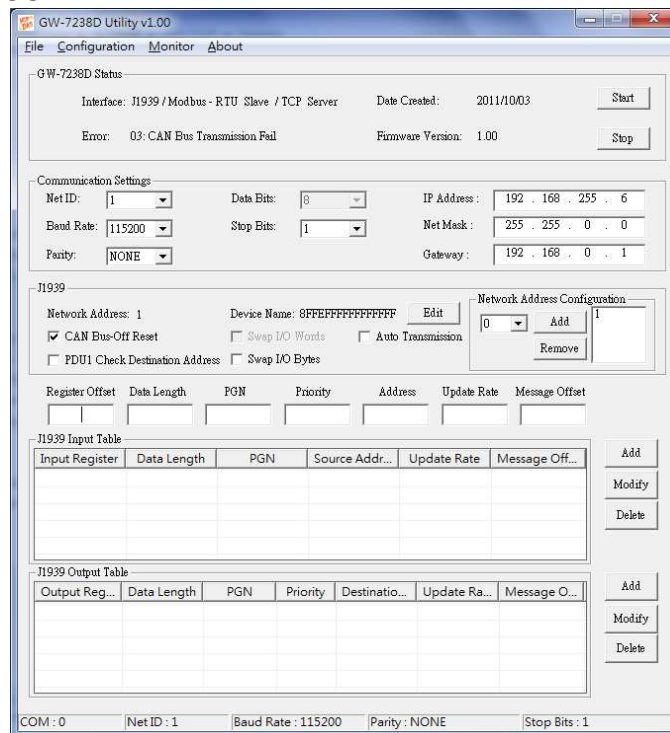 GW-7238D Utility v1.00
File Configuration Monitor About
GW-7238D Status
Interface: J1939 / Modbus - RTU Slave / TCP Server Date Created: 2011/10/03 Start
Error: 03: CAN Bus Transmission Fail Firmware Version: 1.00 Stop
Communication Settings
Net ID: 1 Data Bits: 8 IP Address : 192 . 168 . 255 . 6
Baud Rate: 115200 Stop Bits: 1 Net Mask : 255 . 255 . 0 . 0
Parity: NONE Gateway : 192 . 168 . 0 . 1
J1939
Network Address Configuration
Network Address: 1 Device Name: 8FFEFFFFFFFFFFFF Edit 0 Add 1
CAN Bus-Off Reset Swap I/O Words Auto Transmission Remove
PDU1 Check Destination Address Swap I/O Bytes
Register Offset Data Length PGN Priority Address Update Rate Message Offset
J1939 Input Table
Input Register Data Length PGN Source Addr... Update Rate Message Off... Add
Modify
Delete
J1939 Output Table
Output Reg... Data Length PGN Priority Destinatio... Update Ra... Message O... Add
Modify
Delete
COM : 0 Net ID : 1 Baud Rate : 115200 Parity : NONE Stop Bits : 1